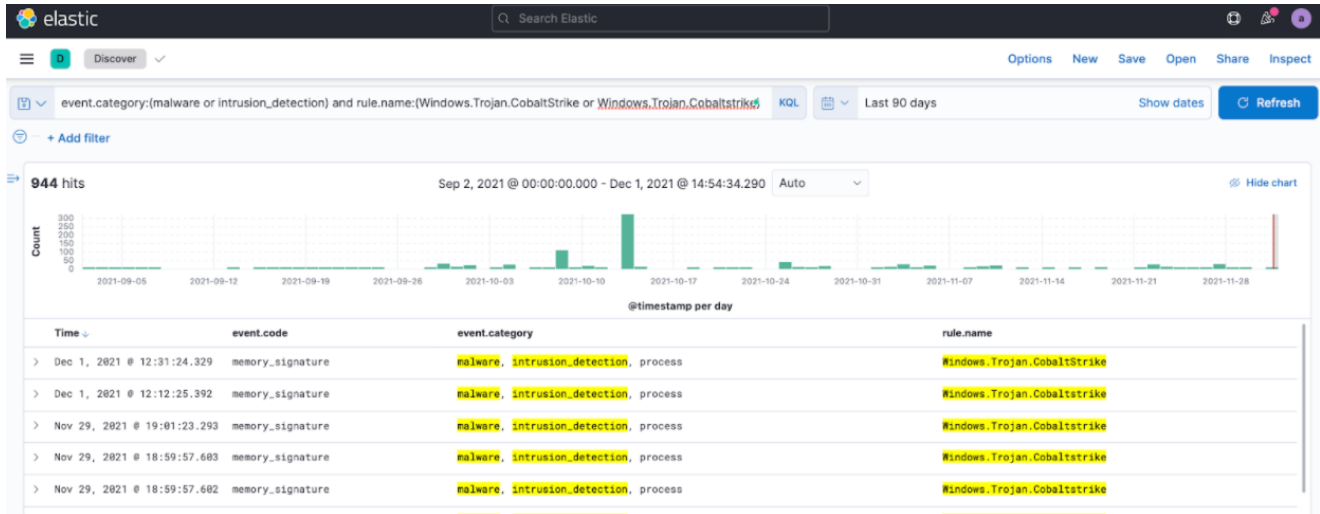 elastic
Search Elastic
a
D
Discover
Options New Save Open Share Inspect
event.category:(malware or intrusion_detection) and rule.name:(Windows.Trojan.CobaltStrike or Windows.Trojan.Cobaltstrike)
KQL
Last 90 days
Show dates
Refresh
+ Add filter
944 hits
Sep 2, 2021 @ 00:00:00.000 - Dec 1, 2021 @ 14:54:34.290
Auto
Hide chart
Count
300
250
200
150
100
50
0
2021-09-05 2021-09-12 2021-09-19 2021-09-26 2021-10-03 2021-10-10 2021-10-17 2021-10-24 2021-10-31 2021-11-07 2021-11-14 2021-11-21 2021-11-28
@timestamp per day
Time event.code event.category rule.name
Dec 1, 2021 @ 12:31:24.329 memory_signature malware, intrusion_detection, process Windows.Trojan.CobaltStrike
Dec 1, 2021 @ 12:12:25.392 memory_signature malware, intrusion_detection, process Windows.Trojan.Cobaltstrike
Nov 29, 2021 @ 19:01:23.293 memory_signature malware, intrusion_detection, process Windows.Trojan.Cobaltstrike
Nov 29, 2021 @ 18:59:57.603 memory_signature malware, intrusion_detection, process Windows.Trojan.Cobaltstrike
Nov 29, 2021 @ 18:59:57.602 memory_signature malware, intrusion_detection, process Windows.Trojan.Cobaltstrike